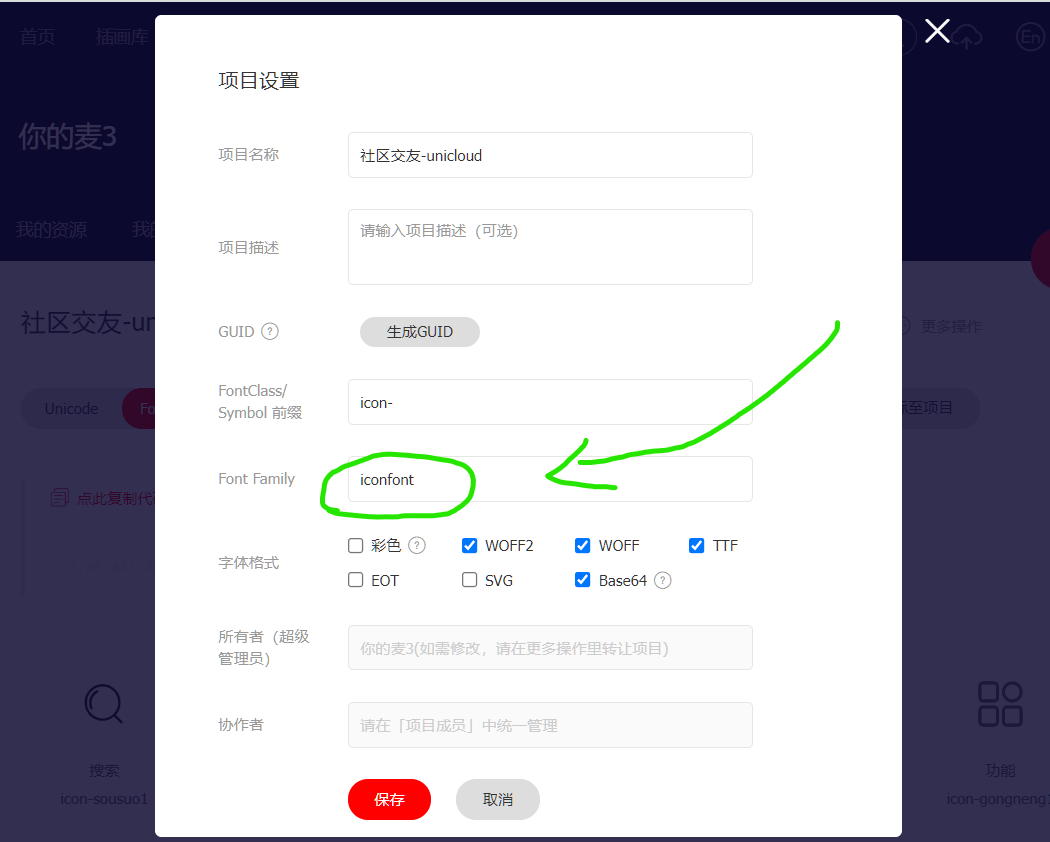 首页 插画库 En
你的麦3
我的资源 我的
社区交友-un 更多操作
Unicode Fo 示至项目
点此复制代码
项目设置
项目名称 社区交友-unicloud
项目描述 请输入项目描述（可选）
GUID ? 生成GUID
FontClass/
Symbol 前缀 icon-
Font Family iconfont
字体格式 彩色 ? WOFF2 WOFF TTF
EOT SVG Base64 ?
所有者（超级
管理员） 你的麦3(如需修改，请在更多操作里转让项目)
协作者 请在「项目成员」中统一管理
保存 取消
搜索 功能
icon-sousuo1 icon-gongneng1